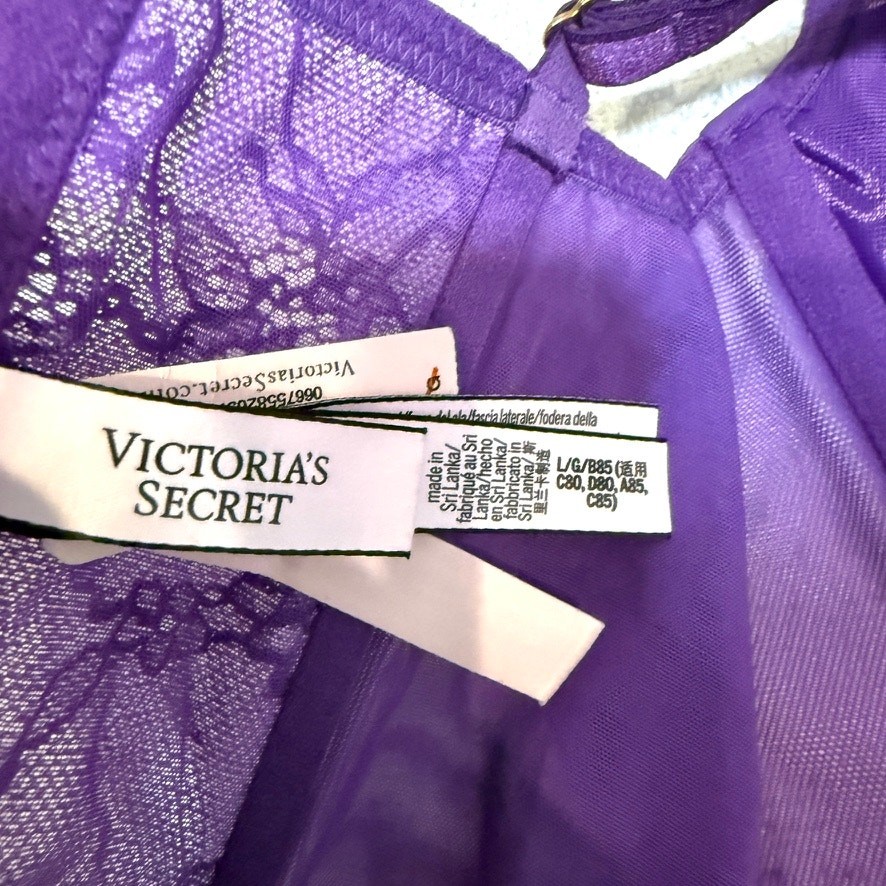 VictoriasSecret.com
VICTORIA'S
SECRET
ala/fascia laterale/fodera della
made in
Sri Lanka/
fabriqué au Sri
Lanka/hecho
en Sri Lanka/
fabbricato in
Sri Lanka/ 斯
里兰卡制造
L/G/B85 (适用
C80, D80, A85,
C85)